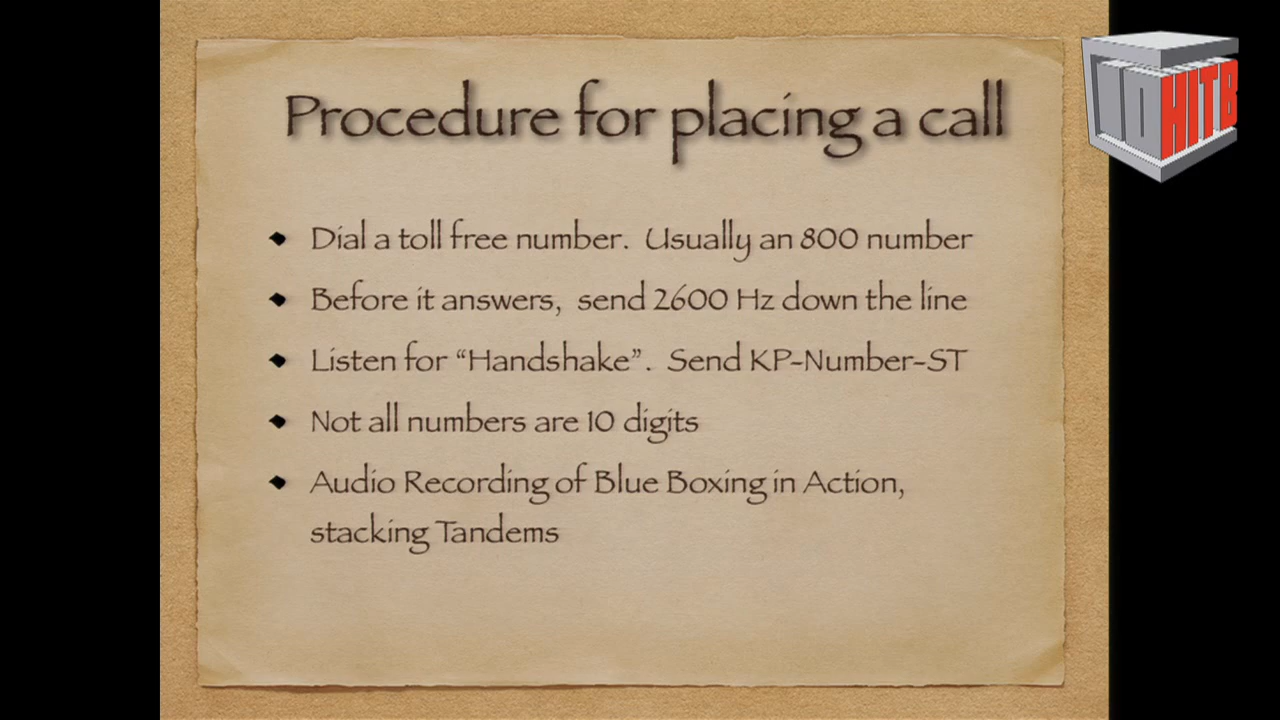 Procedure for placing a call
10 HITB
Dial a toll free number. Usually an 800 number
Before it answers, send 2600 Hz down the line
Listen for “Handshake”. Send KP-Number-ST
Not all numbers are 10 digits
Audio Recording of Blue Boxing in Action,
stacking Tandems